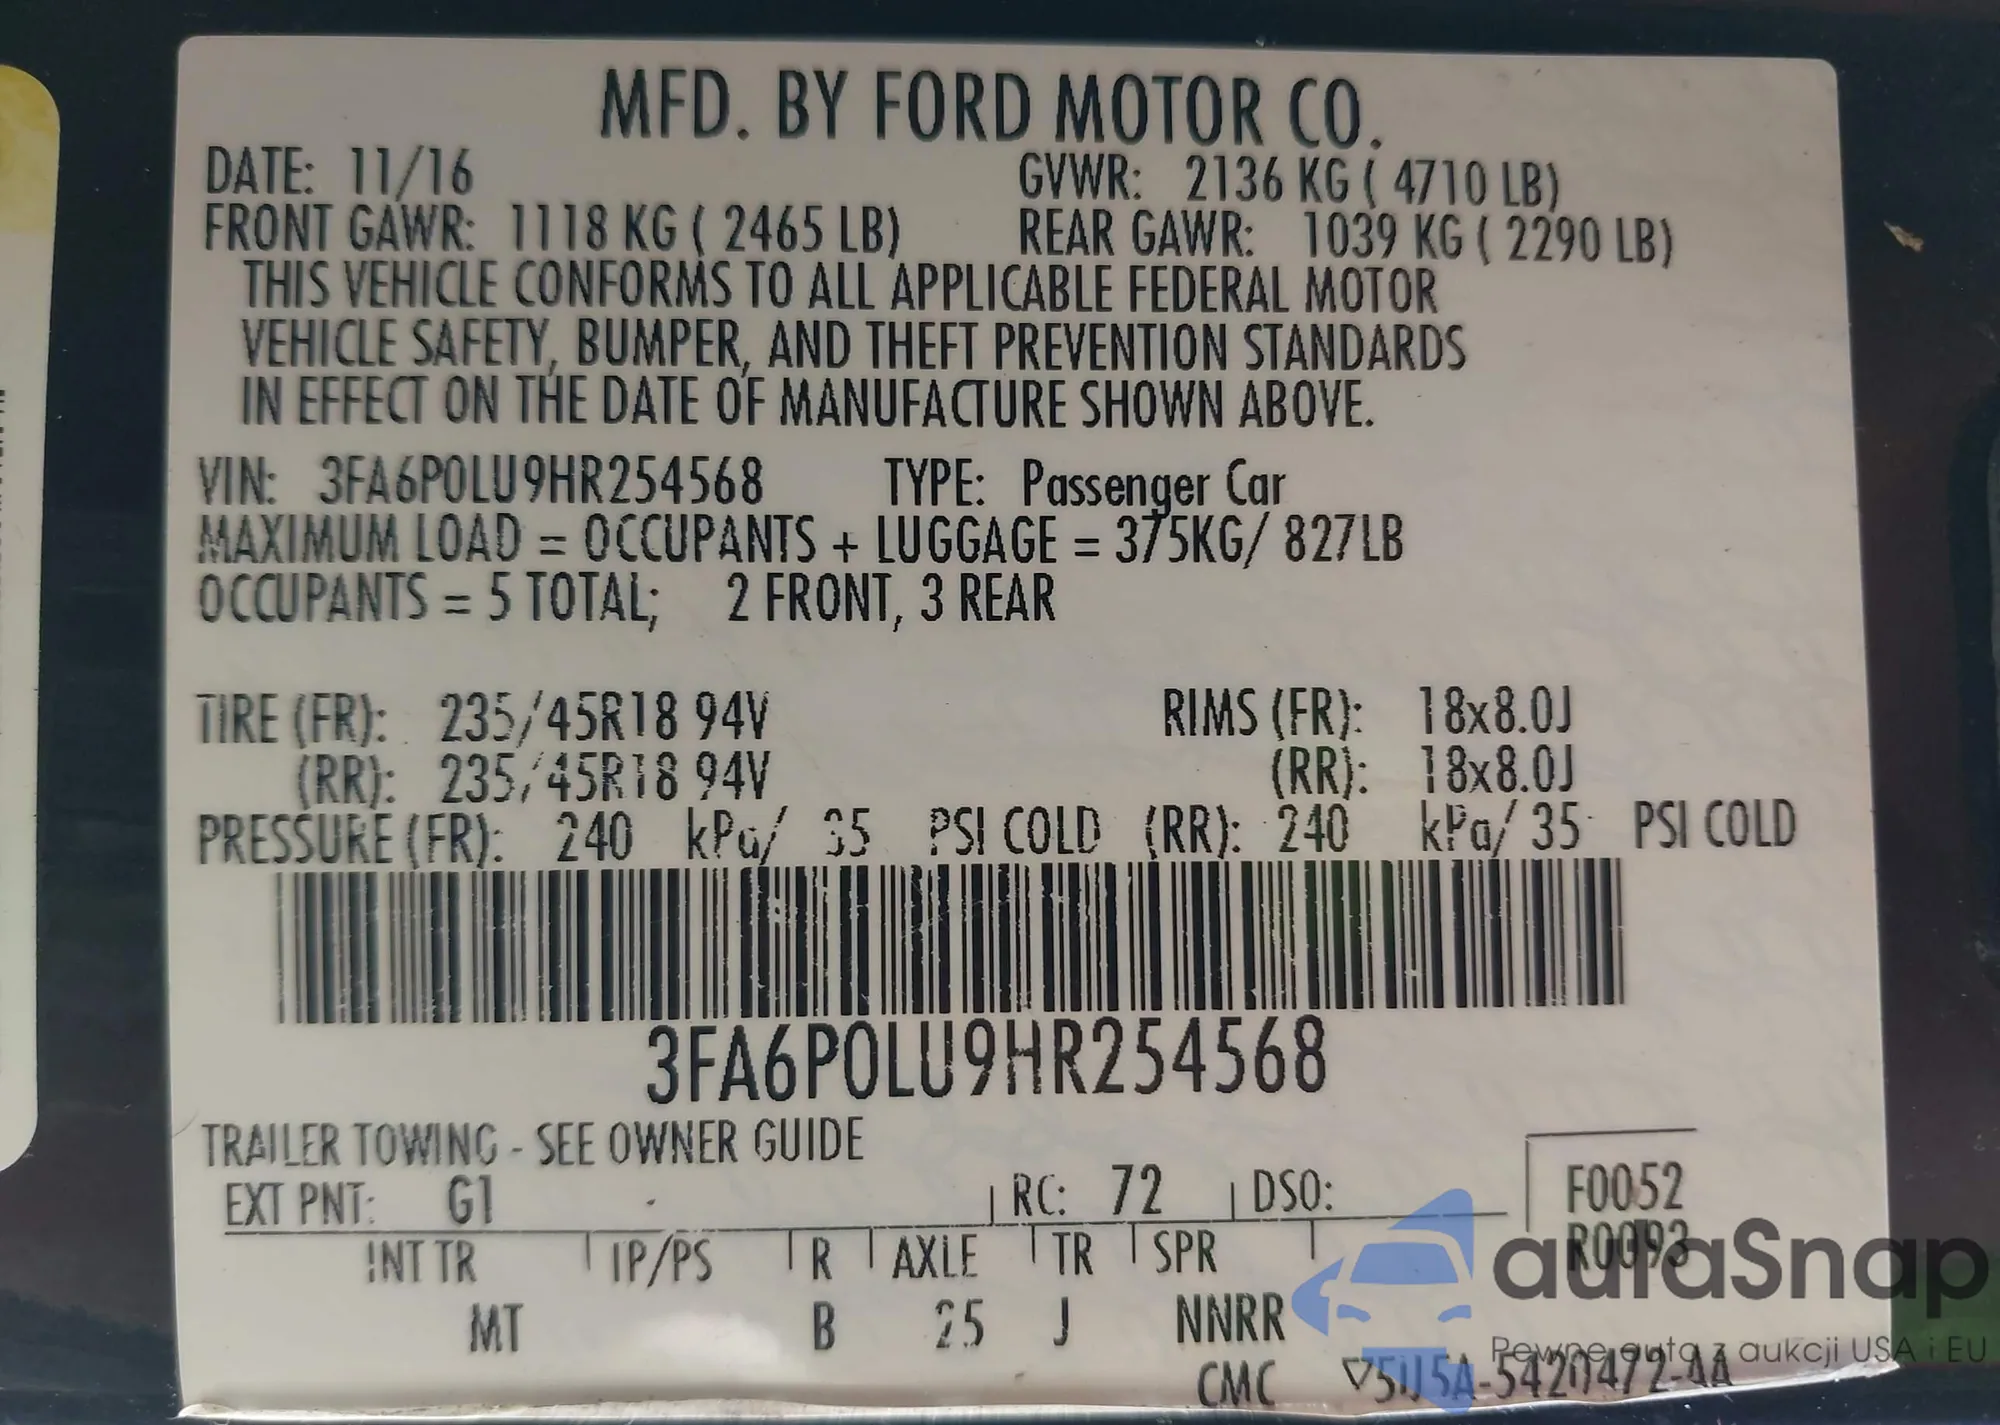 MFD. BY FORD MOTOR CO.
DATE: 11/16 GVWR: 2136 KG ( 4710 LB)
FRONT GAWR: 1118 KG ( 2465 LB) REAR GAWR: 1039 KG ( 2290 LB)
THIS VEHICLE CONFORMS TO ALL APPLICABLE FEDERAL MOTOR
VEHICLE SAFETY, BUMPER, AND THEFT PREVENTION STANDARDS
IN EFFECT ON THE DATE OF MANUFACTURE SHOWN ABOVE.
VIN: 3FA6P0LU9HR254568 TYPE: Passenger Car
MAXIMUM LOAD = OCCUPANTS + LUGGAGE = 375KG/ 827LB
OCCUPANTS = 5 TOTAL; 2 FRONT, 3 REAR
TIRE (FR): 235/45R18 94V RIMS (FR): 18x8.0J
(RR): 235/45R18 94V (RR): 18x8.0J
PRESSURE (FR): 240 kPa/ 35 PSI COLD (RR): 240 kPa/ 35 PSI COLD
3FA6P0LU9HR254568
TRAILER TOWING - SEE OWNER GUIDE
EXT PNT: G1 RC: 72 DSO: F0052
R0093
INT TR IP/PS R AXLE TR SPR
MT B 25 J NNRR
CMC
autaSnap
Pewne auta z aukcji USA i EU